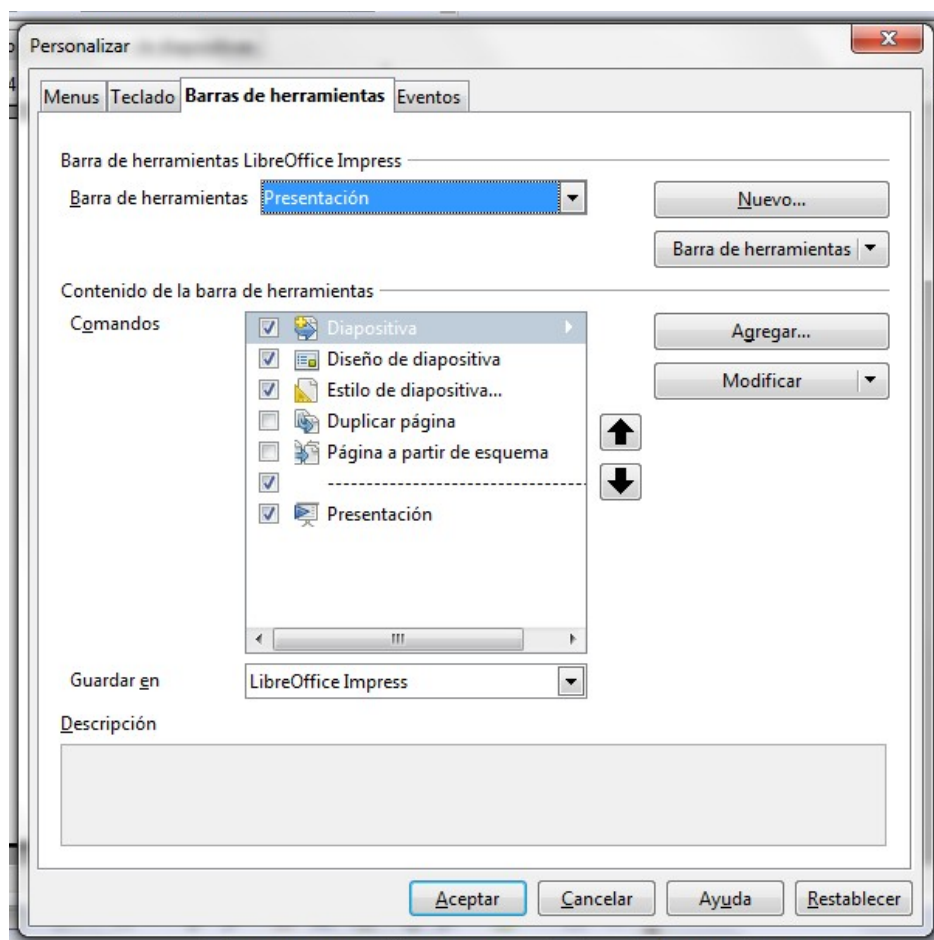 Personalizar
Menus Teclado Barras de herramientas Eventos
Barra de herramientas LibreOffice Impress
Barra de herramientas Presentación Nuevo...
Barra de herramientas
Contenido de la barra de herramientas
Comandos Diapositiva Agregar...
Diseño de diapositiva
Modificar
Estilo de diapositiva...
Duplicar página
Página a partir de esquema
--------------------------------
Presentación
Guardar en LibreOffice Impress
Descripción
Aceptar Cancelar Ayuda Restablecer